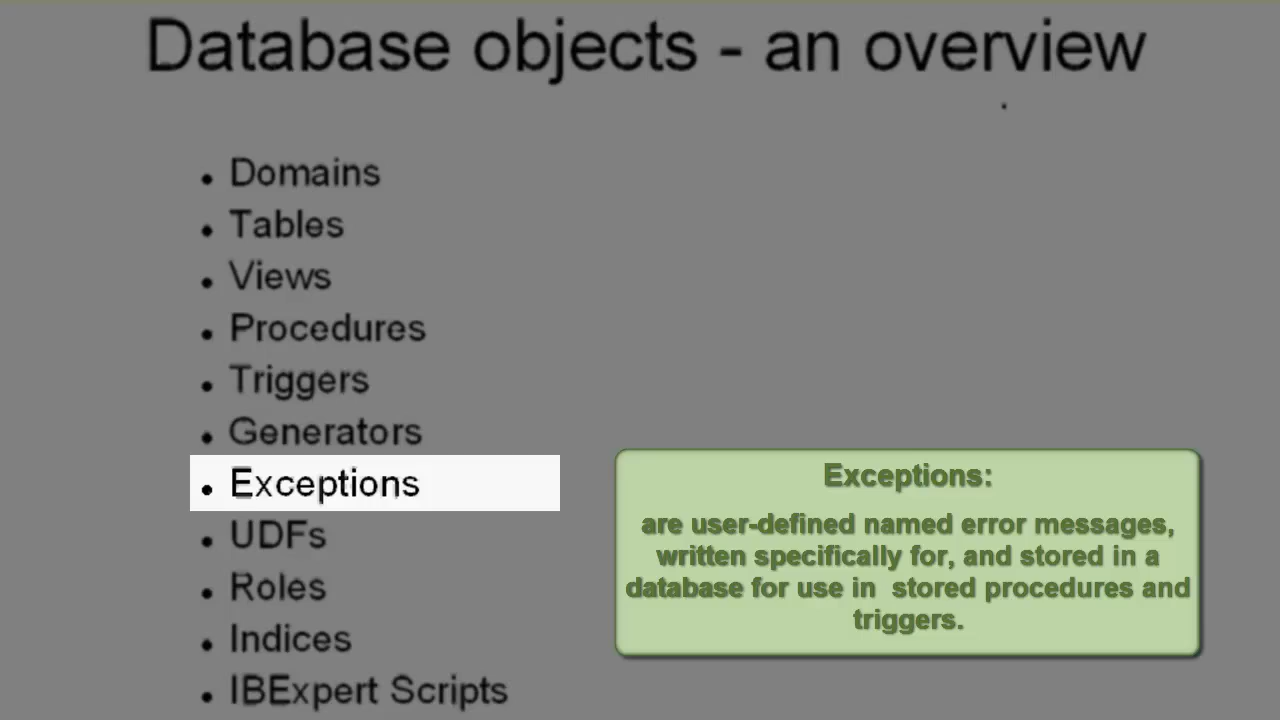 Database objects - an overview
Domains
Tables
Views
Procedures
Triggers
Generators
Exceptions
UDFs
Roles
Indices
IBExpert Scripts
Exceptions:
are user-defined named error messages,
written specifically for, and stored in a
database for use in stored procedures and
triggers.